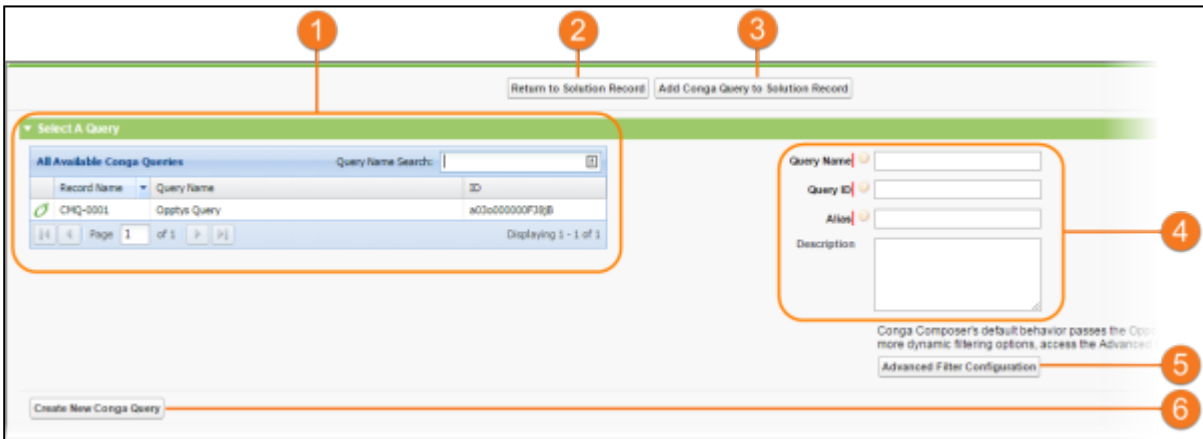 1 2 3
Return to Solution Record Add Conga Query to Solution Record
Select A Query
All Available Conga Queries Query Name Search:
Record Name Query Name ID
CMQ-0001 Opptys Query
Page 1 of 1 Displaying 1 - 1 of 1
Query Name
Query ID
Alias
Description
4
Conga Composer's default behavior passes the
more dynamic filtering options, access the Advanced
Advanced Filter Configuration 5
Create New Conga Query 6